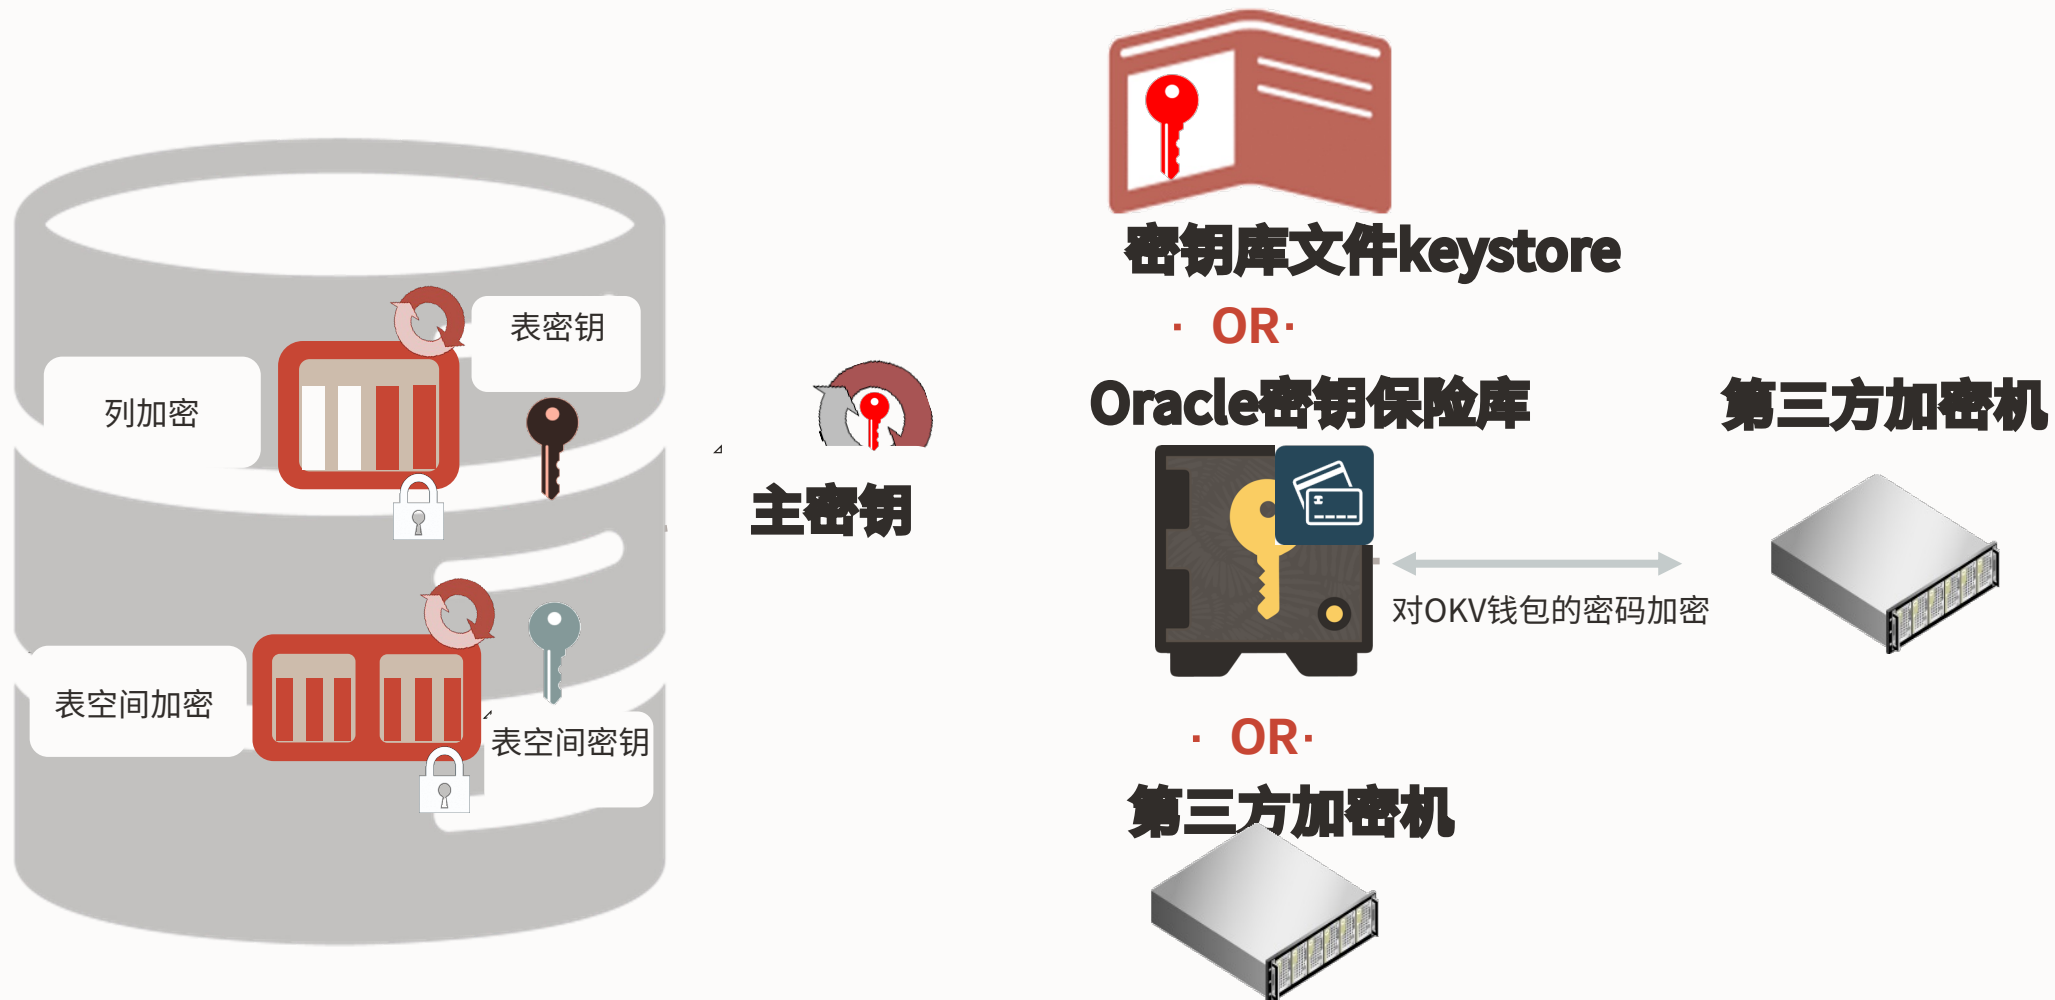 密钥库文件keystore
· OR·
表密钥
列加密
Oracle密钥保险库
第三方加密机
主密钥
对OKV钱包的密码加密
表空间加密
表空间密钥
· OR·
第三方加密机